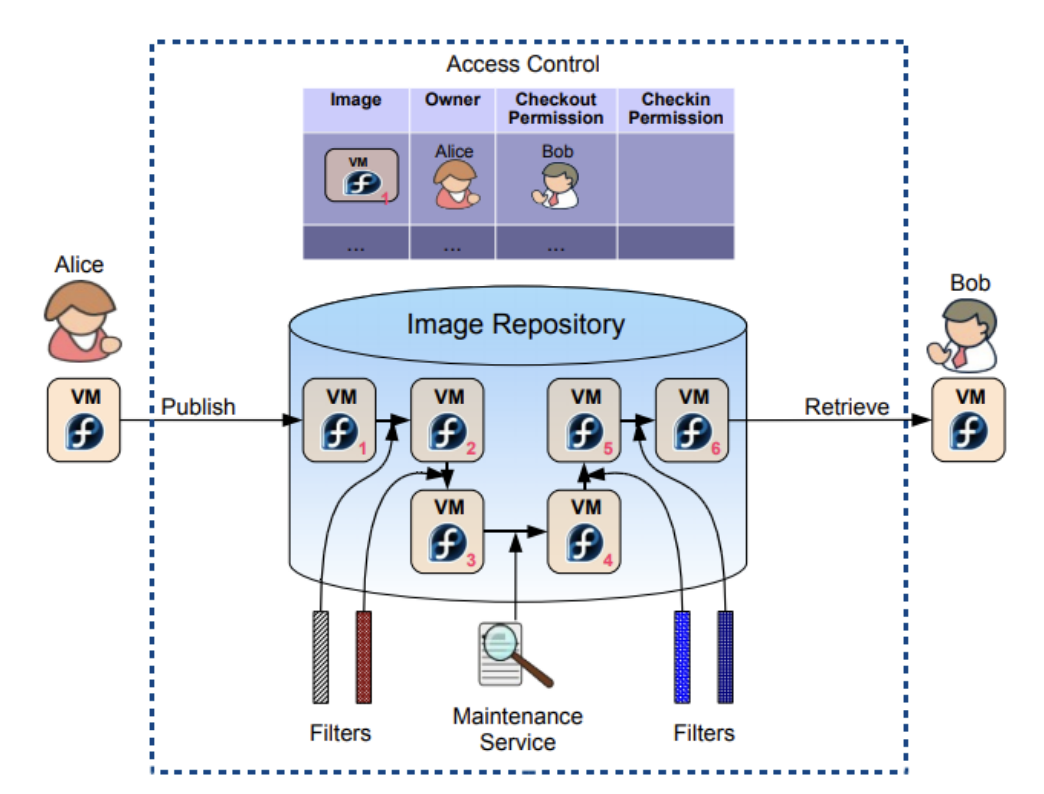 Access Control
Image Owner Checkout Permission Checkin Permission
VM 1 Alice Bob
... ... ...
Alice
Bob
Image Repository
VM
Publish
VM 1
VM 2
VM 5
VM 6
Retrieve
VM
VM 3
VM 4
Filters
Maintenance
Service
Filters